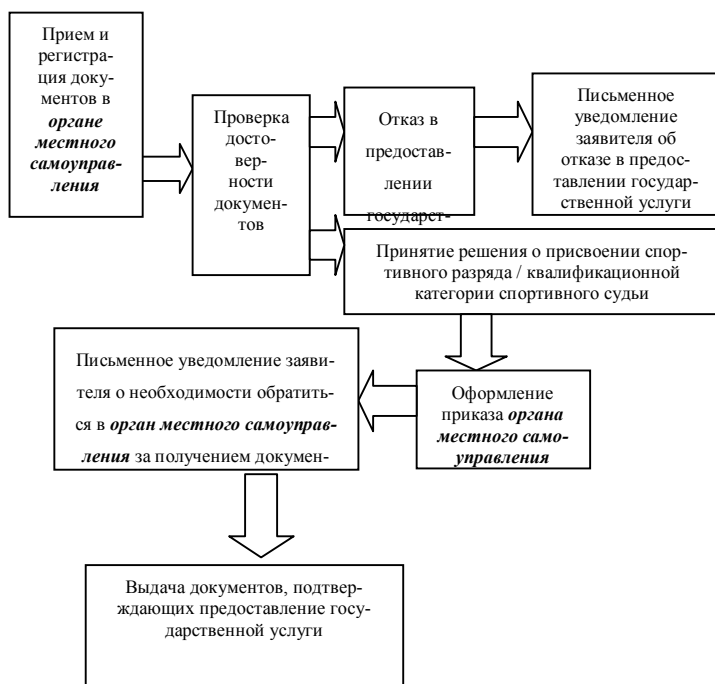 Прием и
регистра-
ция доку-
ментов в
органе
местного
самоуправ-
ления
Проверка
досто-
вер-
ности
докумен-
тов
Отказ в
предостав-
лении
государст-
Письменное
уведомление
заявителя об
отказе в предос-
тавлении государ-
ственной услуги
Принятие решения о присвоении спор-
тивного разряда / квалификационной
категории спортивного судьи
Оформление
приказа органа
местного само-
управления
Письменное уведомление заяви-
теля о необходимости обратить-
ся в орган местного самоуправ-
ления за получением докумен-
Выдача документов, подтвер-
ждающих предоставление госу-
дарственной услуги